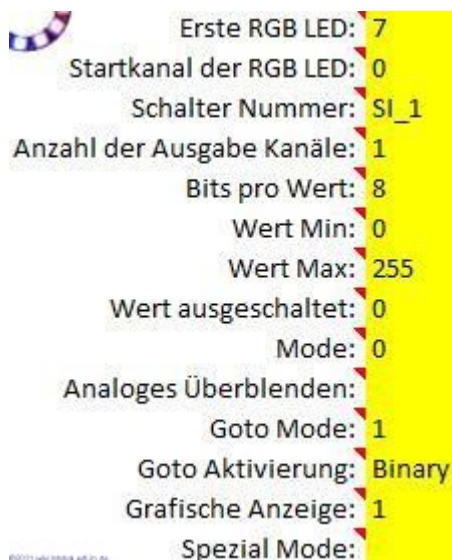 Erste RGB LED: 7
Startkanal der RGB LED: 0
Schalter Nummer: SI_1
Anzahl der Ausgabe Kanäle: 1
Bits pro Wert: 8
Wert Min: 0
Wert Max: 255
Wert ausgeschaltet: 0
Mode: 0
Analoges Überblenden:
Goto Mode: 1
Goto Aktivierung: Binary
Grafische Anzeige: 1
Spezial Mode: